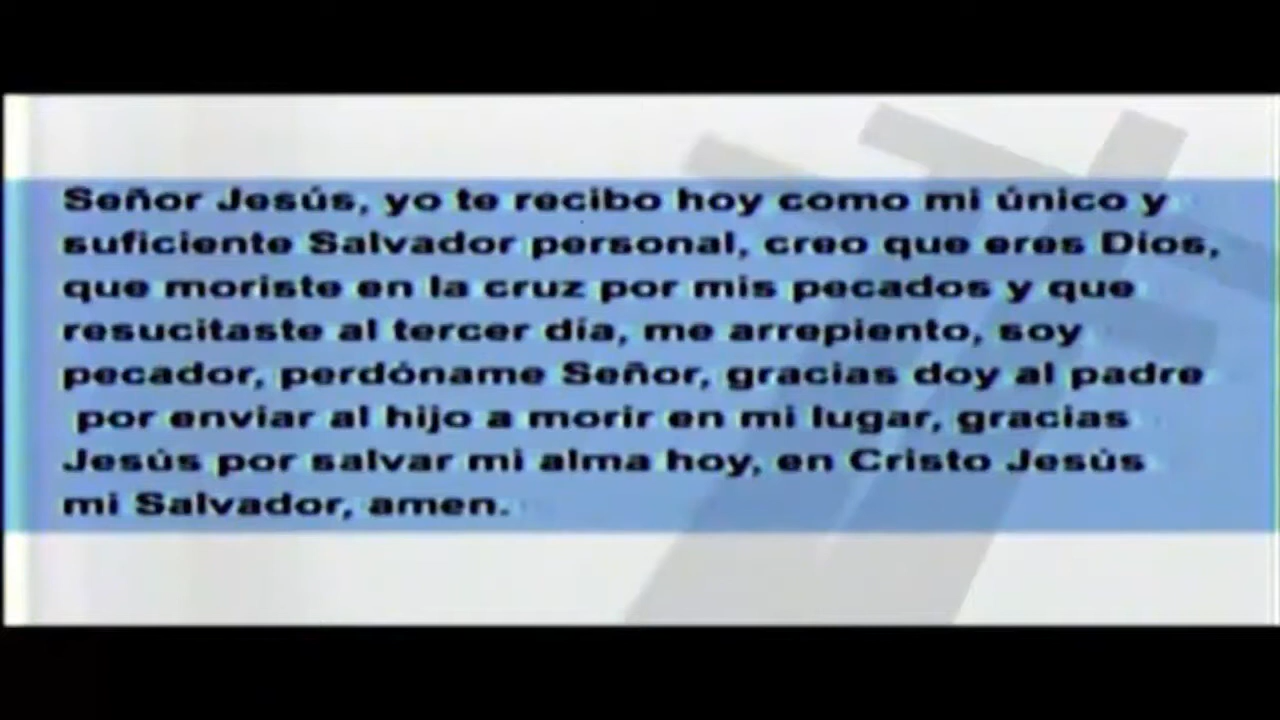 Señor Jesús, yo te recibo hoy como mi único y
suficiente Salvador personal, creo que eres Dios,
que moriste en la cruz por mis pecados y que
resucitaste al tercer día, me arrepiento, soy
pecador, perdóname Señor, gracias doy al padre
por enviar al hijo a morir en mi lugar, gracias
Jesús por salvar mi alma hoy, en Cristo Jesús
mi Salvador, amen.